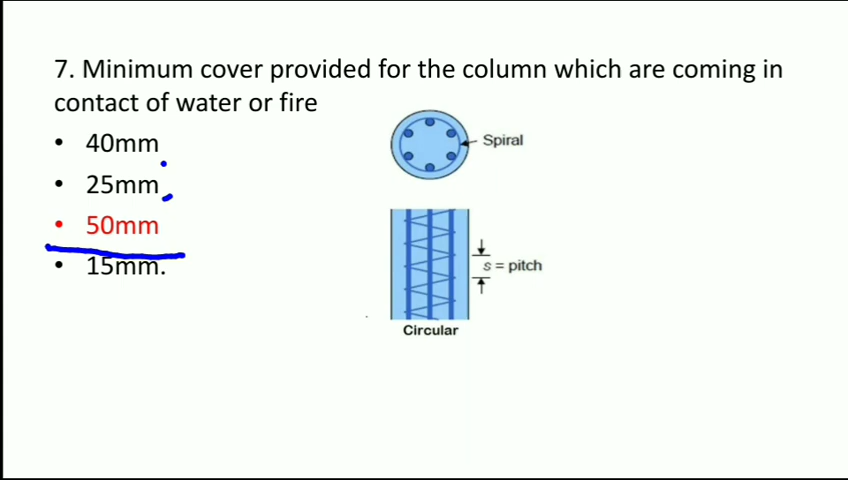 7. Minimum cover provided for the column which are coming in
contact of water or fire
• 40mm
• 25mm
• 50mm
• 15mm.
Spiral
s = pitch
Circular